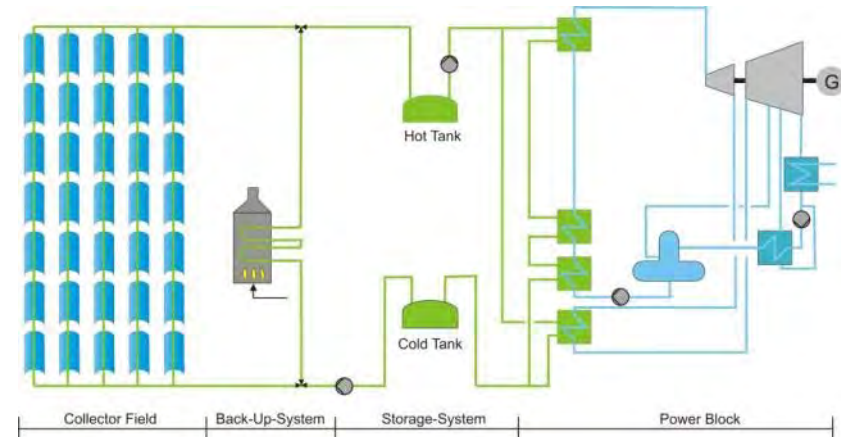 G
Hot Tank
Cold Tank
Collector Field
Back-Up-System
Storage-System
Power Block